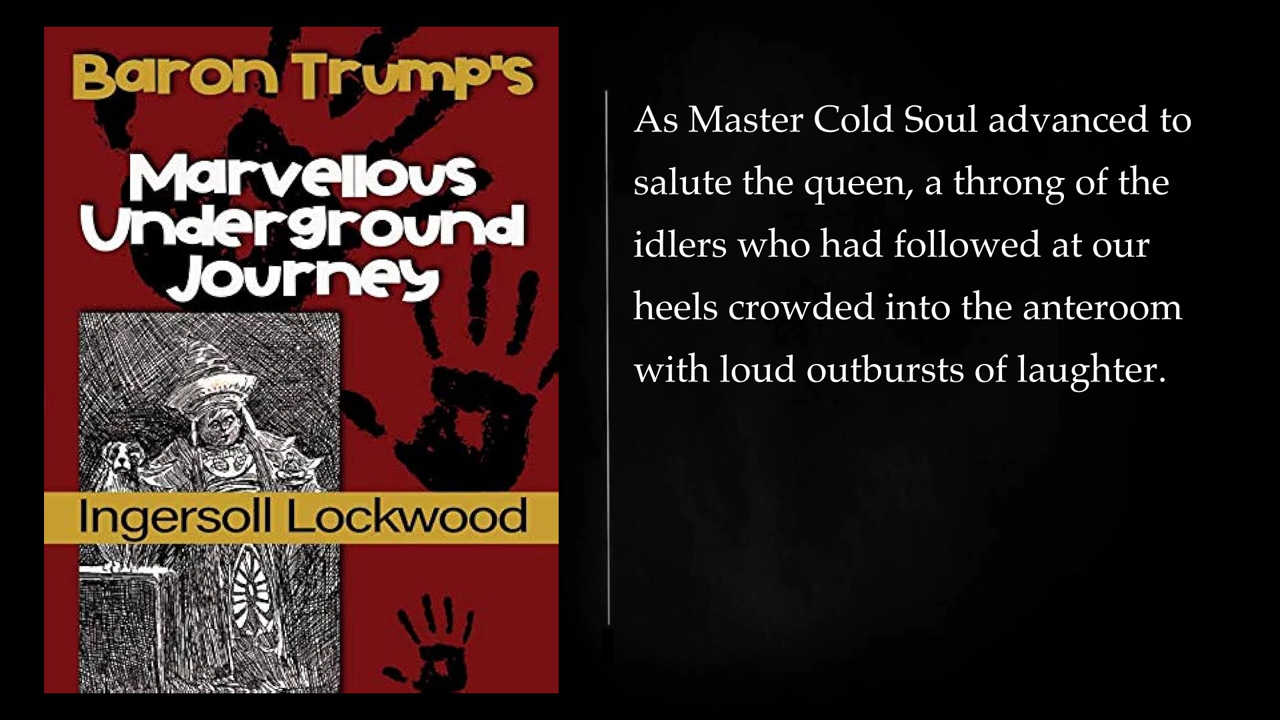 Baron Trump's
Marvellous
Underground
Journey
Ingersoll Lockwood
As Master Cold Soul advanced to
salute the queen, a throng of the
idlers who had followed at our
heels crowded into the anteroom
with loud outbursts of laughter.